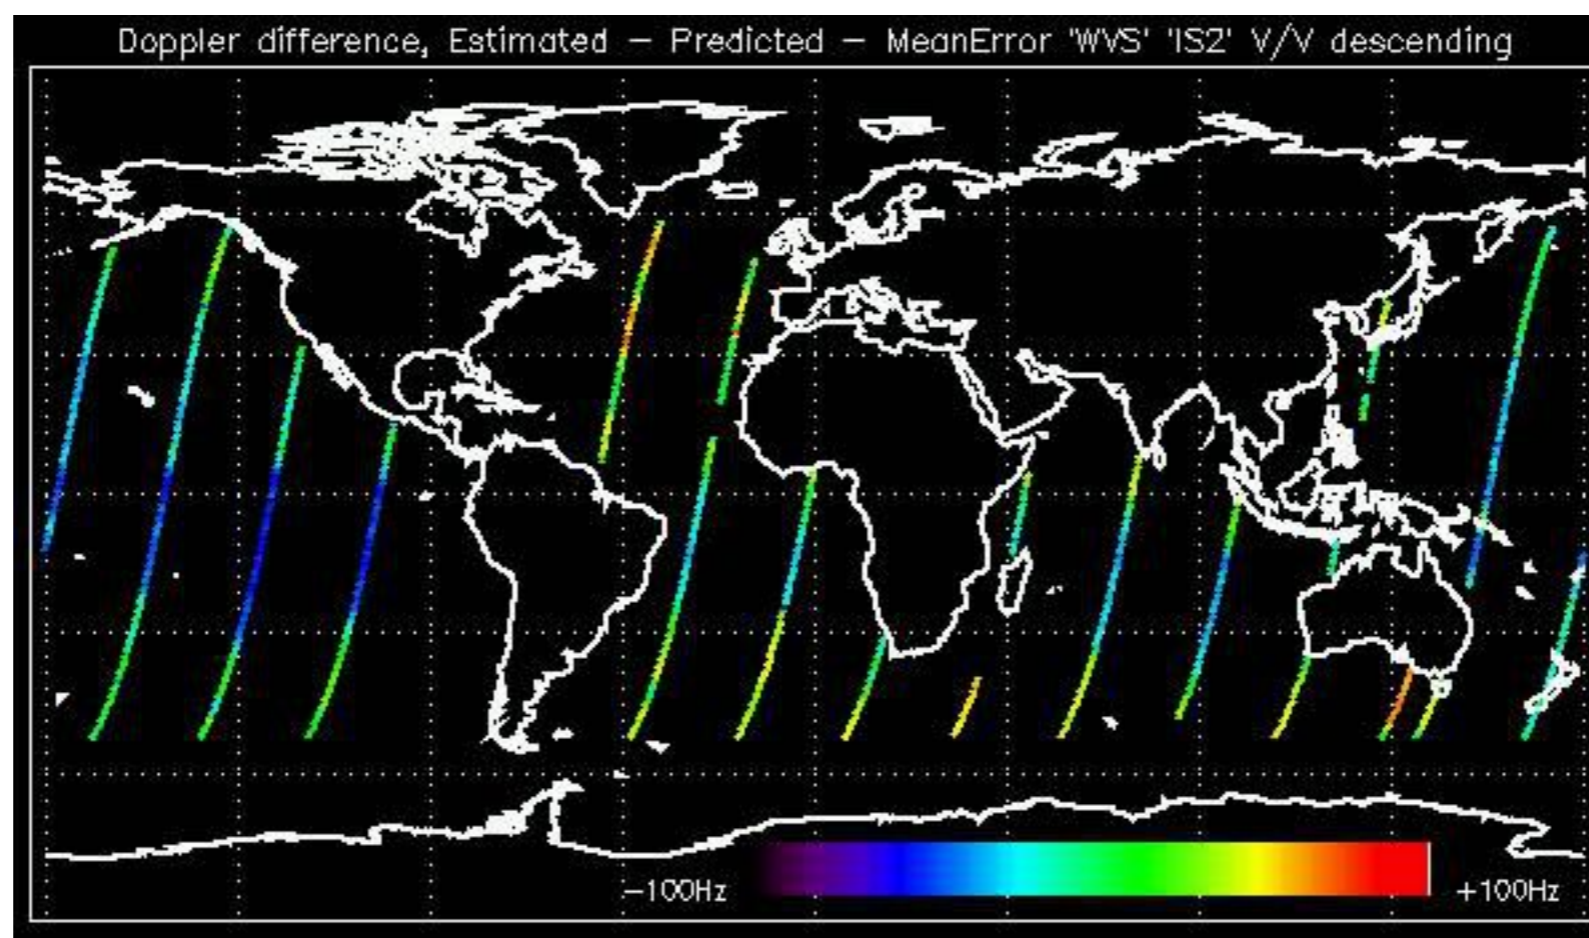 Doppler difference, Estimated – Predicted – MeanError 'WVS' 'IS2' V/V descending
–100Hz +100Hz